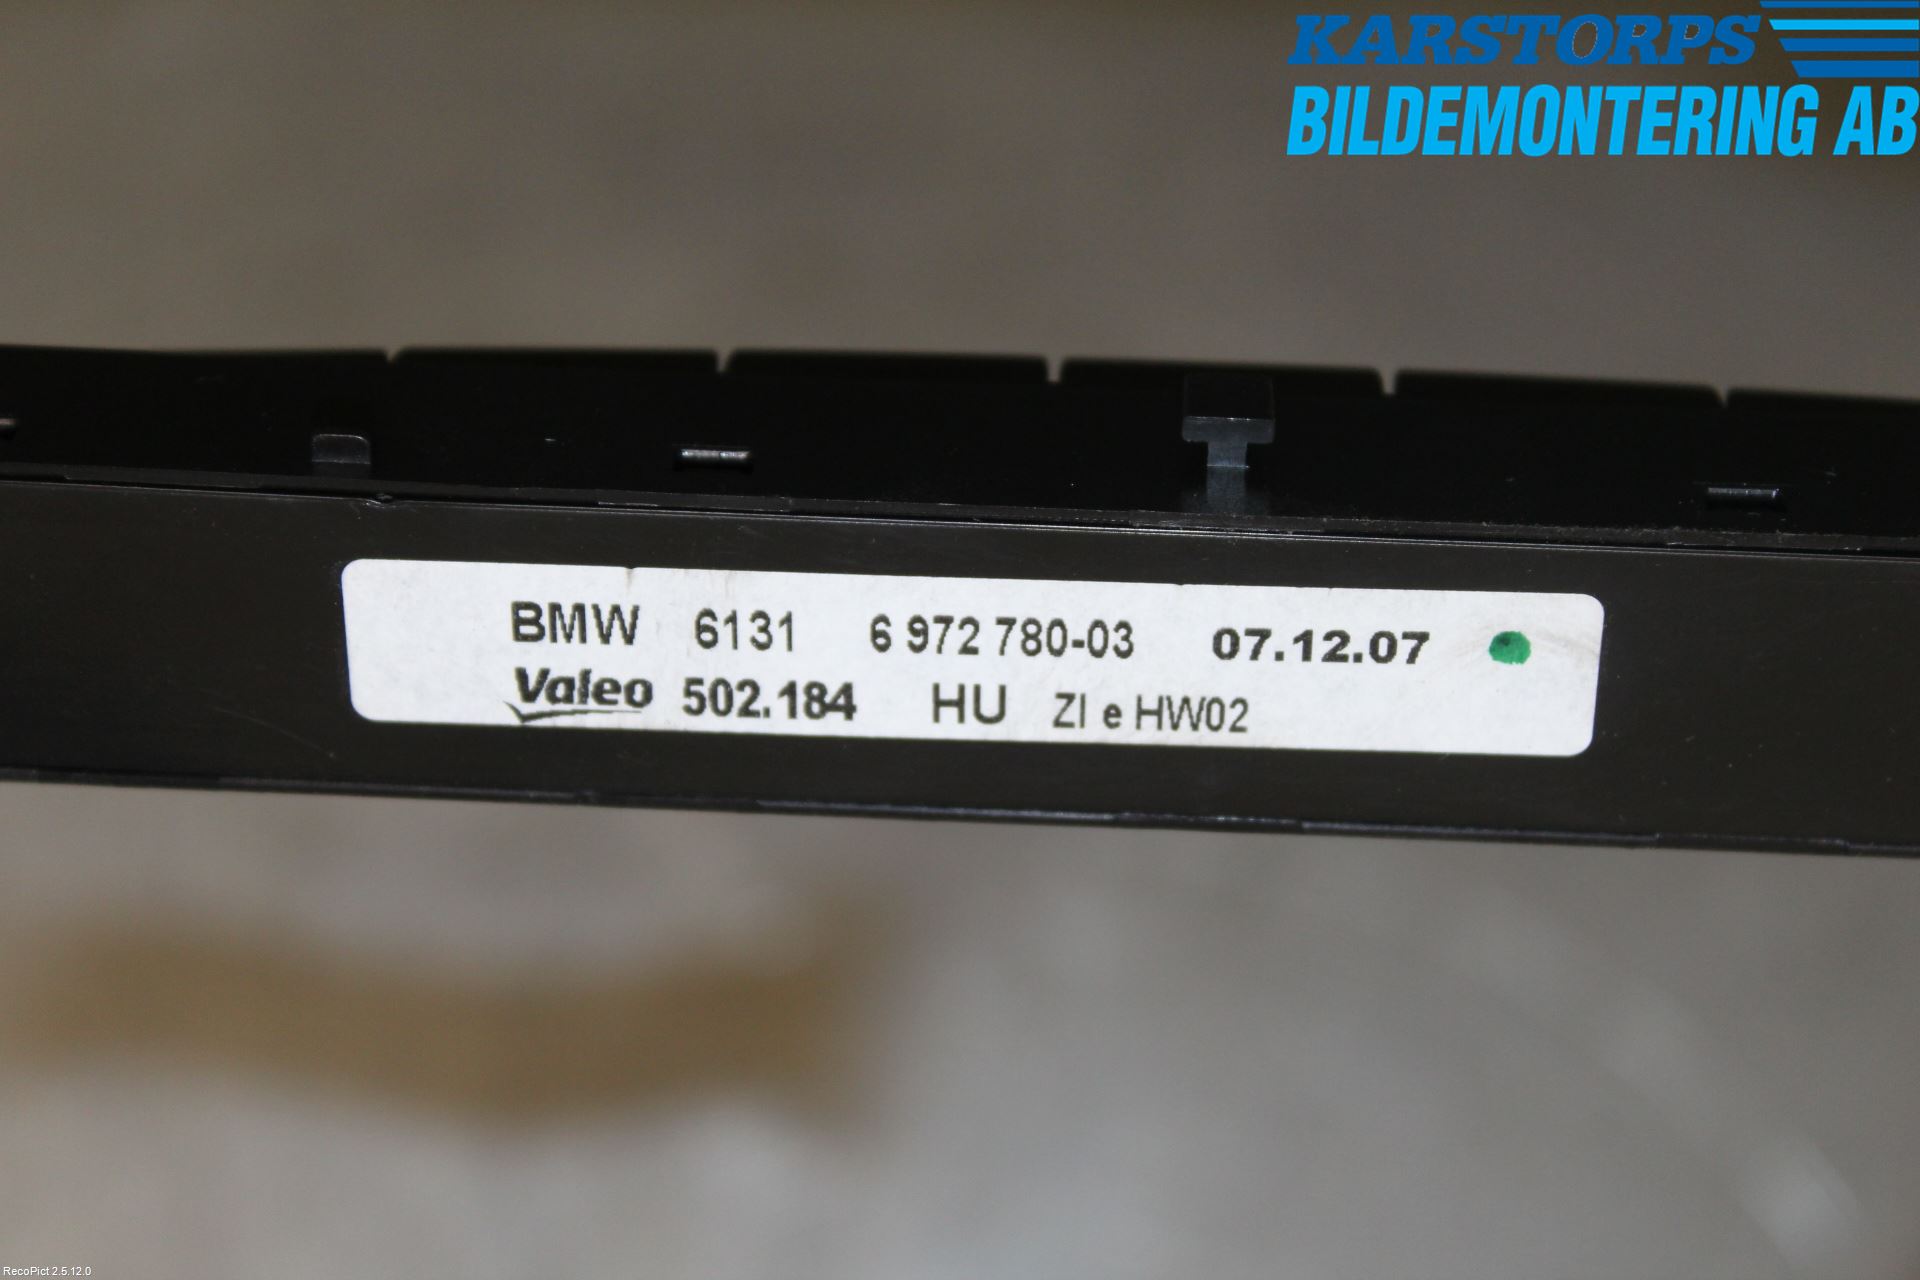 KARSTORPS
BILDEMONTERING AB
BMW 6131 6 972 780-03 07.12.07
Valeo 502.184 HU ZI e HW02
RecoPict 2.5.12.0